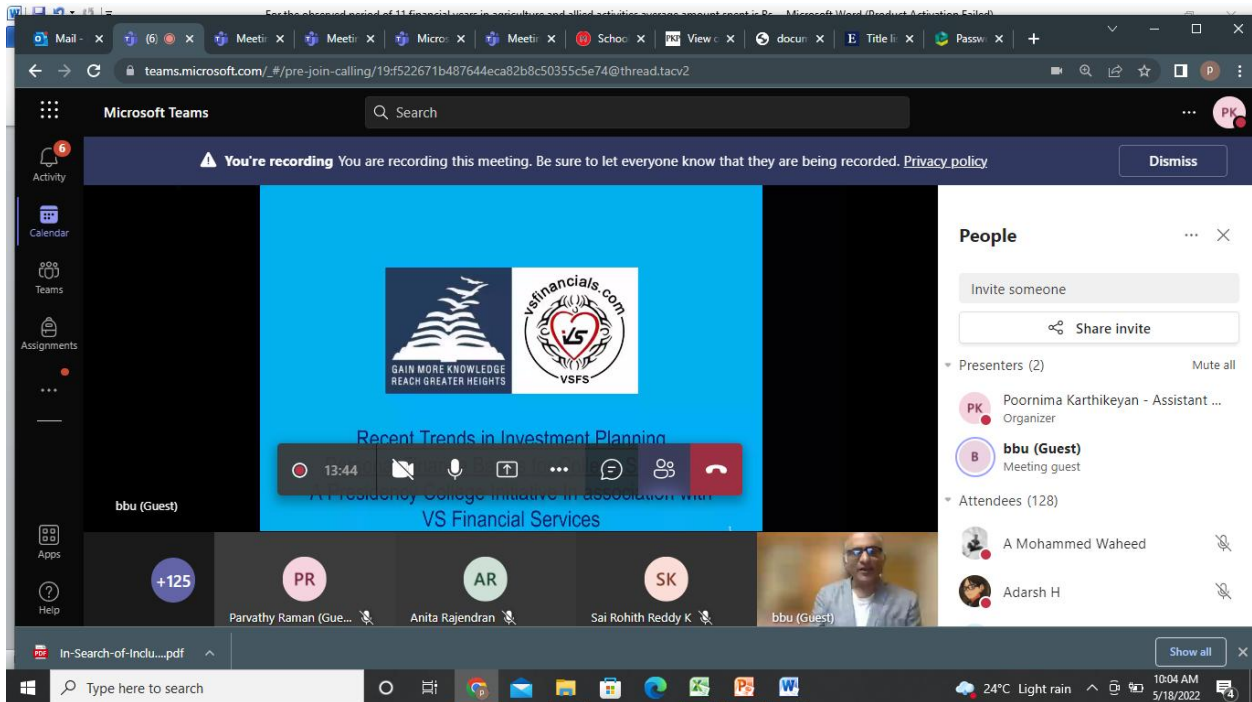 For the observed period of 11 financial years in agriculture and allied activities average amount spent is Rs... Microsoft Word (Product Activation Failed)
Mail -
(6)
Meetin
Meetin
Micros
Meetin
Schoo
PKP View c
docum
E Title li
Passw
teams.microsoft.com/_#/pre-join-calling/19:f522671b487644eca82b8c50355c5e74@thread.tacv2
P
Microsoft Teams
Search
PK
6
Activity
You're recording You are recording this meeting. Be sure to let everyone know that they are being recorded. Privacy policy
Dismiss
Calendar
Teams
Assignments
Apps
Help
vsfinancials.com
VS
VSFS
GAIN MORE KNOWLEDGE
REACH GREATER HEIGHTS
Recent Trends in Investment Planning
A Presidency College Initiative in association with
VS Financial Services
13:44
bbu (Guest)
People
Invite someone
Share invite
Presenters (2)
Mute all
PK
Poornima Karthikeyan - Assistant ...
Organizer
B
bbu (Guest)
Meeting guest
Attendees (128)
A Mohammed Waheed
Adarsh H
+125
PR
Parvathy Raman (Gue...
AR
Anita Rajendran
SK
Sai Rohith Reddy K
bbu (Guest)
PDF
In-Search-of-Inclu....pdf
Show all
Type here to search
24°C Light rain
10:04 AM
5/18/2022
4